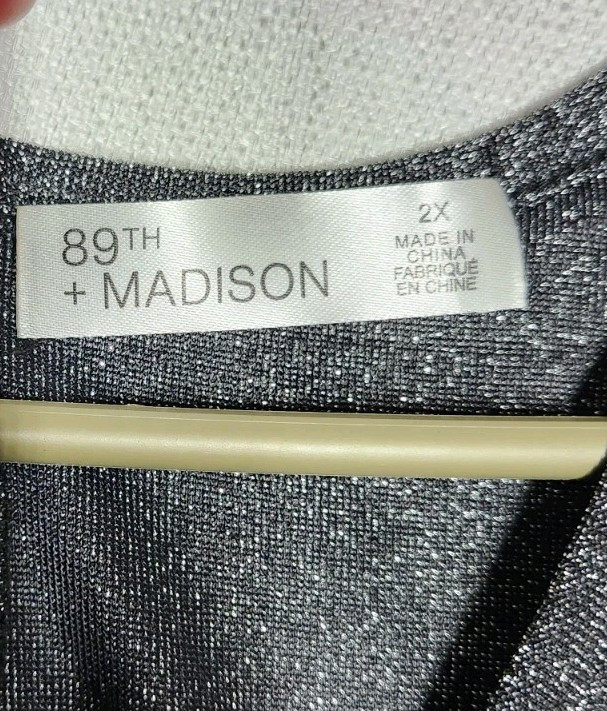 89TH
+ MADISON
2X
MADE IN
CHINA
FABRIQUÉ
EN CHINE